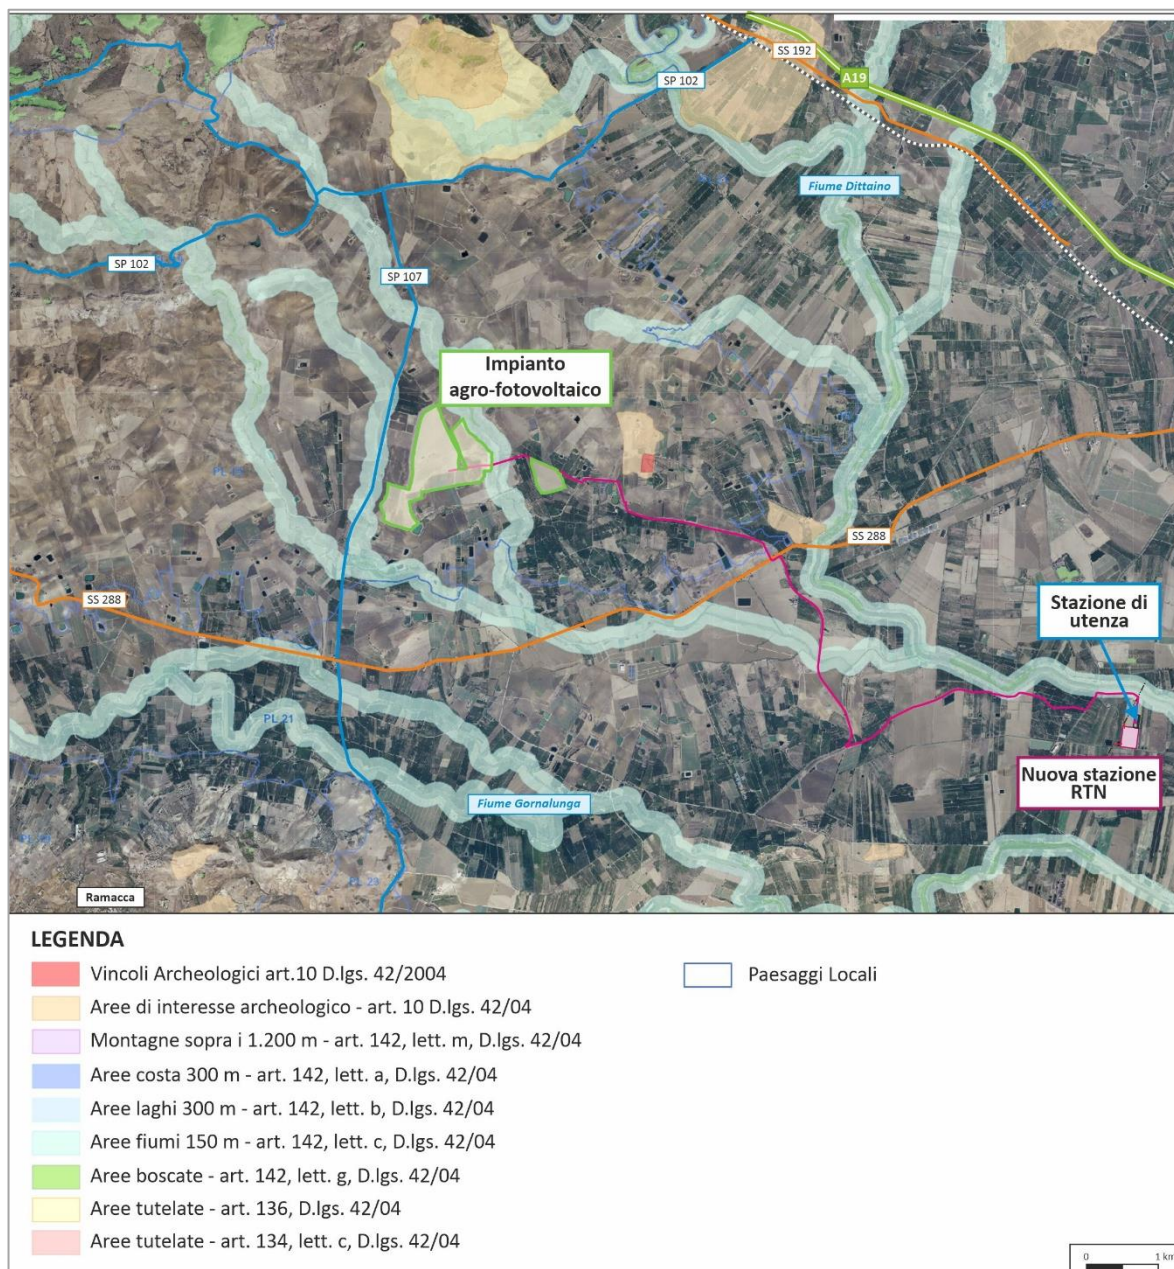 SS 192
A19
SP 102
Fiume Dittaino
SP 102
SP 107
Impianto
agro-fotovoltaico
SS 288
SS 288
Stazione di
utenza
PL 21
Nuova stazione
RTN
Fiume Gornalunga
Ramacca
LEGENDA
Vincoli Archeologici art.10 D.lgs. 42/2004
Aree di interesse archeologico - art. 10 D.lgs. 42/04
Montagne sopra i 1.200 m - art. 142, lett. m, D.lgs. 42/04
Aree costa 300 m - art. 142, lett. a, D.lgs. 42/04
Aree laghi 300 m - art. 142, lett. b, D.lgs. 42/04
Aree fiumi 150 m - art. 142, lett. c, D.lgs. 42/04
Aree boscate - art. 142, lett. g, D.lgs. 42/04
Aree tutelate - art. 136, D.lgs. 42/04
Aree tutelate - art. 134, lett. c, D.lgs. 42/04
Paesaggi Locali
0 1 km